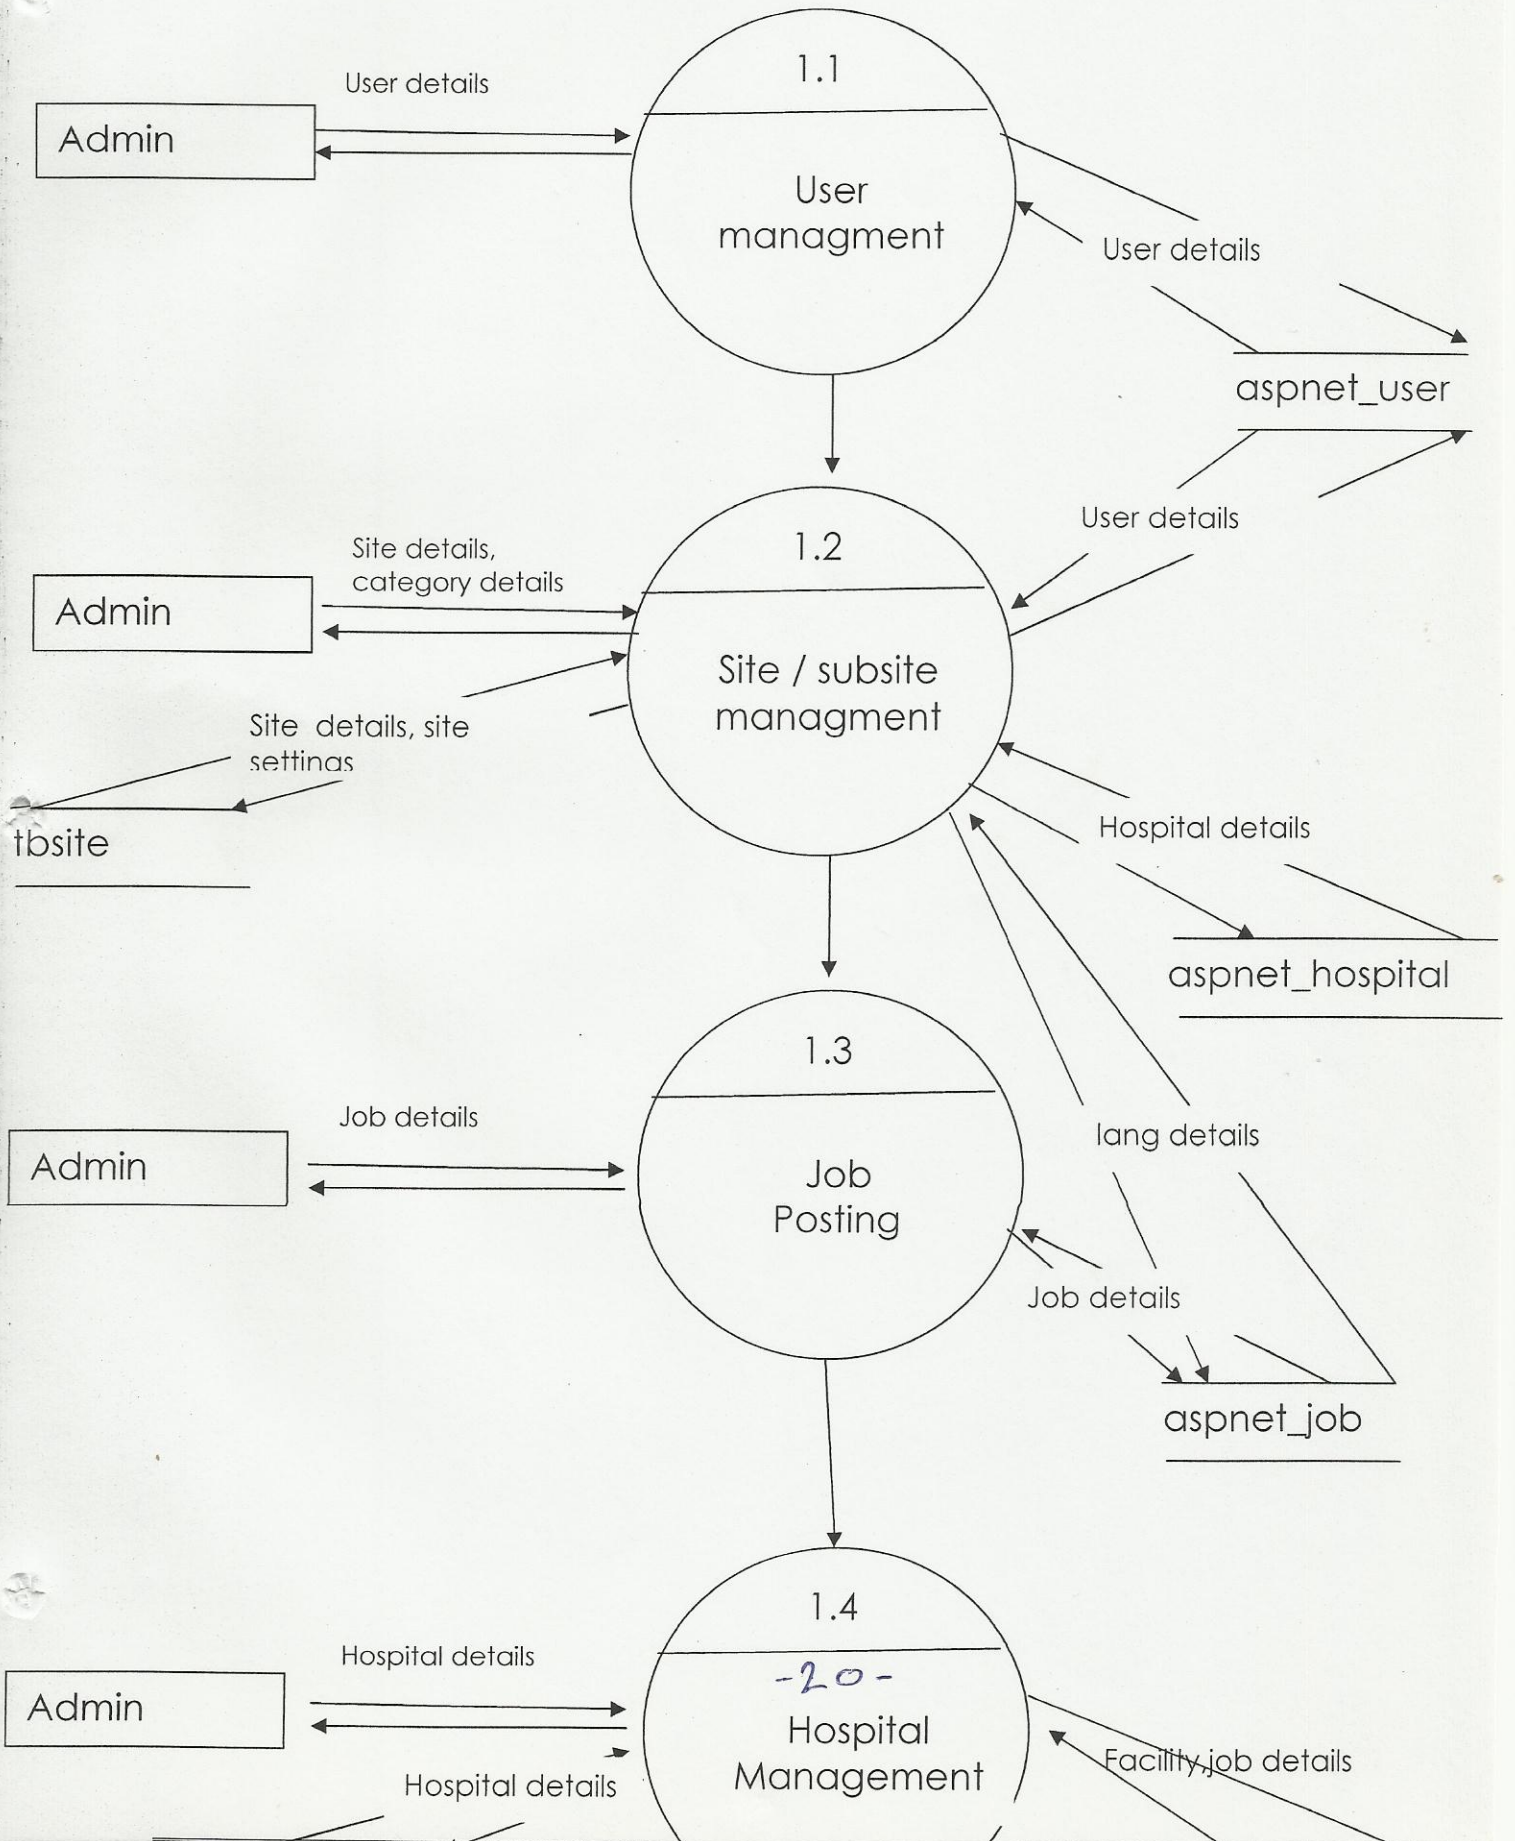 1.1
User details
Admin
User
managment
User details
aspnet_user
User details
1.2
Site details,
category details
Admin
Site / subsite
managment
Site  details, site
settings
tbsite
Hospital details
aspnet_hospital
1.3
Job details
lang details
Admin
Job
Posting
Job details
aspnet_job
1.4
Hospital details
-20-
Admin
Hospital
Management
Facility,job details
Hospital details